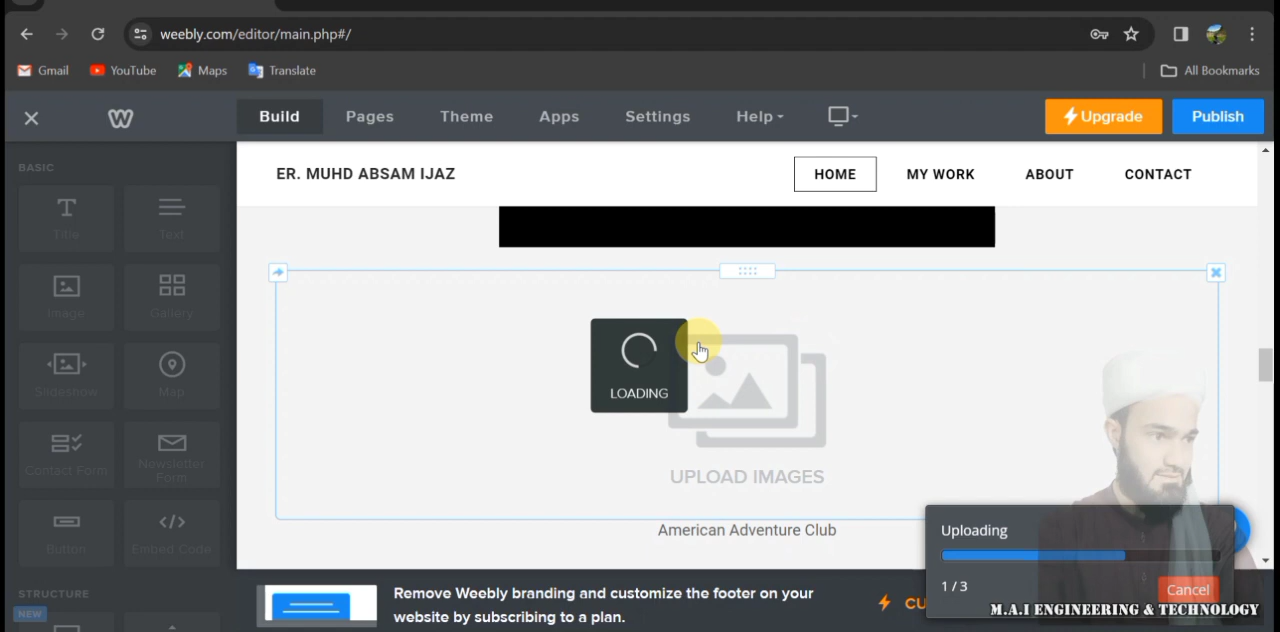 weebly.com/editor/main.php#/
Gmail YouTube Maps Translate All Bookmarks
Build Pages Theme Apps Settings Help Upgrade Publish
BASIC
Title Text
Image Gallery
Slideshow Map
Contact Form Newsletter Form
Button Embed Code
STRUCTURE
NEW
ER. MUHD ABSAM IJAZ HOME MY WORK ABOUT CONTACT
LOADING
UPLOAD IMAGES
American Adventure Club
Uploading
1 / 3 Cancel
Remove Weebly branding and customize the footer on your
website by subscribing to a plan.
CU
M.A.I ENGINEERING & TECHNOLOGY